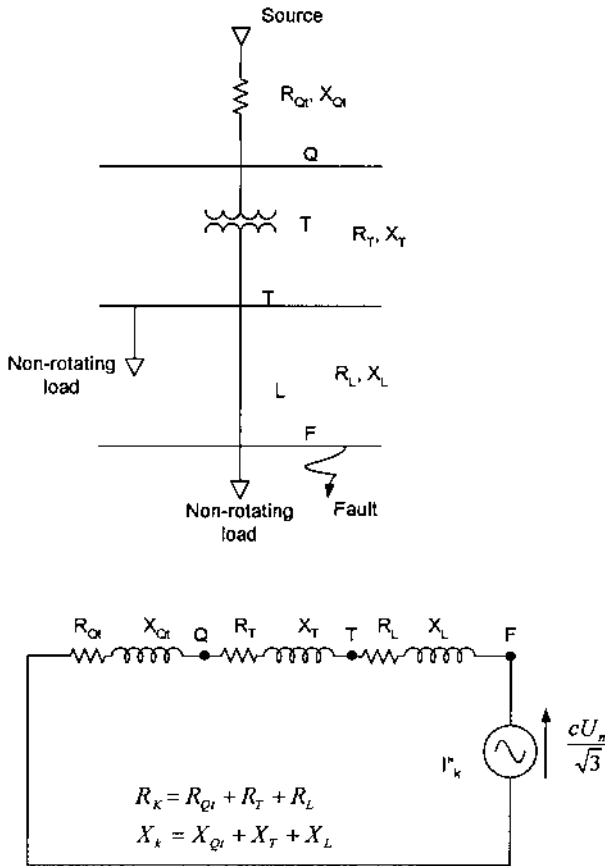 Source
R_Qt, X_Qt
Q
T
R_T, X_T
T
Non-rotating
load
R_L, X_L
L
F
Non-rotating
load
Fault
R_Qt X_Qt Q R_T X_T T R_L X_L F
I"_k
cU_n
√3
R_K = R_Qt + R_T + R_L
X_k = X_Qt + X_T + X_L